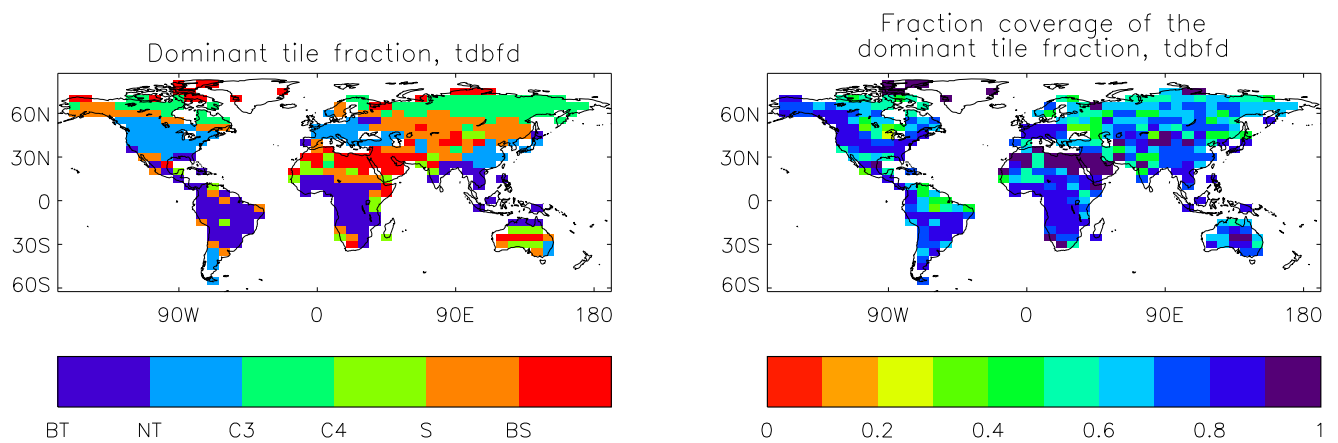 Dominant tile fraction, tdbfd
60N
30N
0
30S
60S
90W 0 90E 180
BT NT C3 C4 S BS
Fraction coverage of the
dominant tile fraction, tdbfd
60N
30N
0
30S
60S
90W 0 90E 180
0 0.2 0.4 0.6 0.8 1